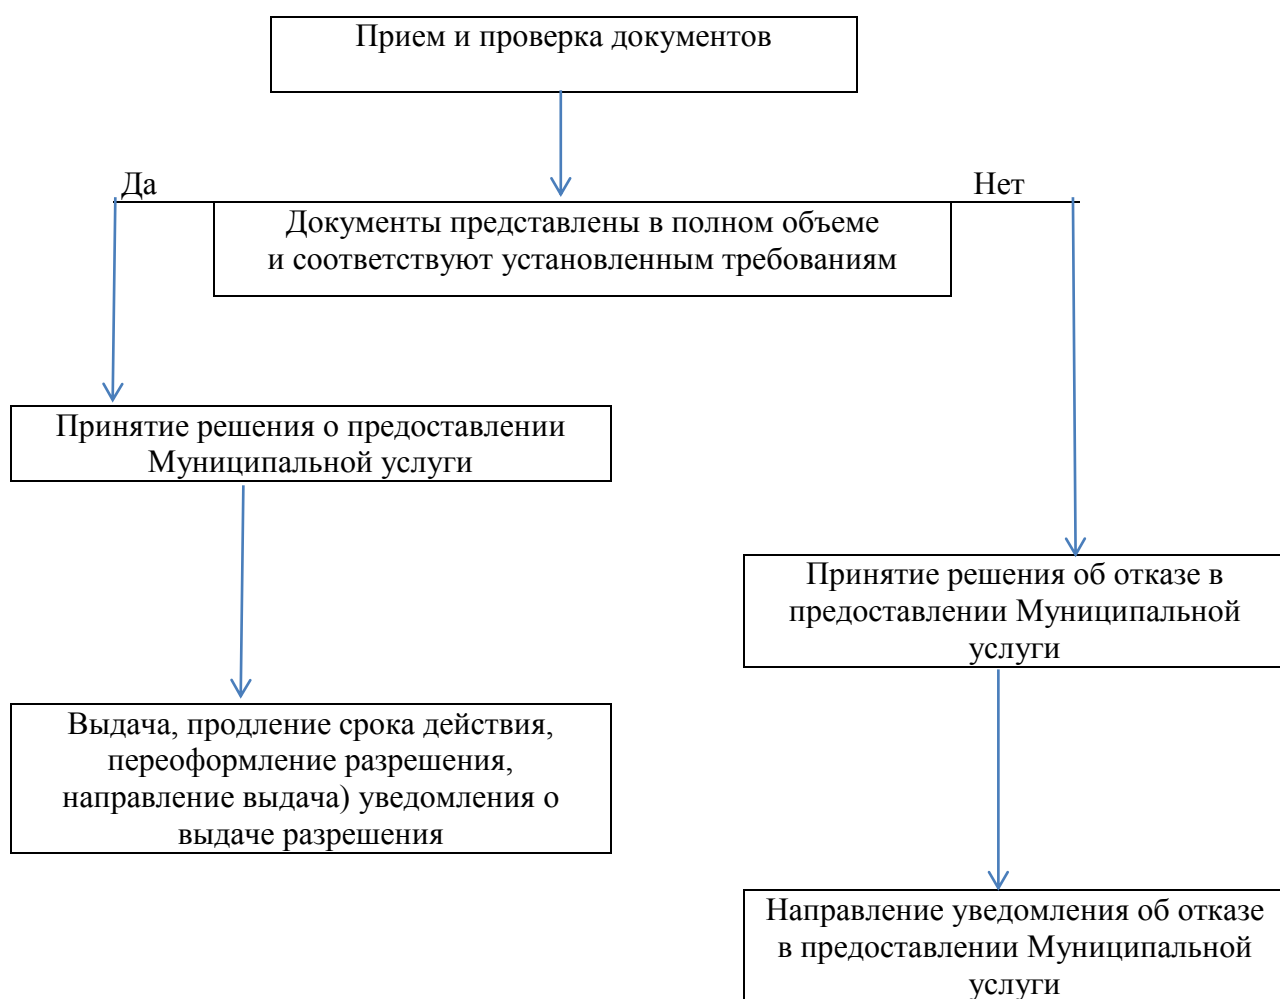 Прием и проверка документов
Да
Нет
Документы представлены в полном объеме
и соответствуют установленным требованиям
Принятие решения о предоставлении
Муниципальной услуги
Принятие решения об отказе в
предоставлении Муниципальной
услуги
Выдача, продление срока действия,
переоформление разрешения,
направление выдача) уведомления о
выдаче разрешения
Направление уведомления об отказе
в предоставлении Муниципальной
услуги